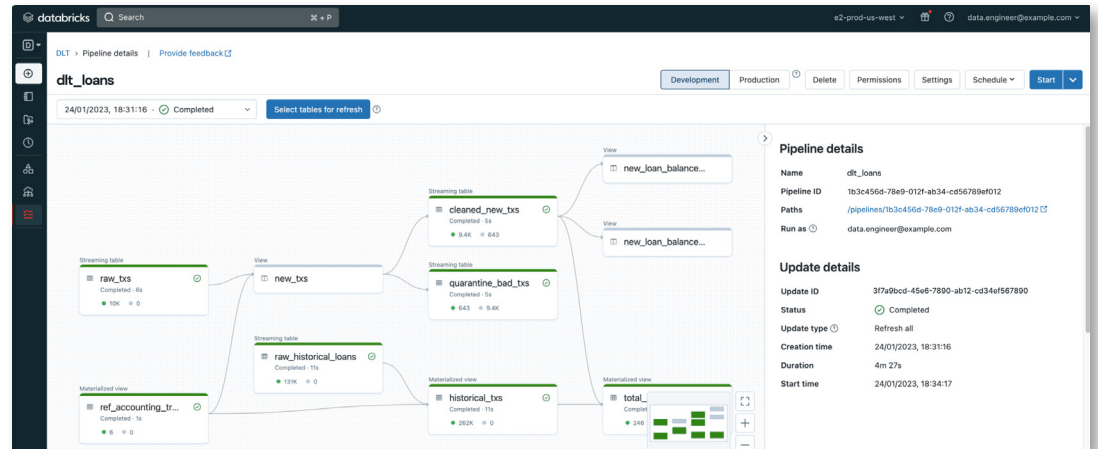 databricks
Search
⌘ + P
e2-prod-us-west
data.engineer@example.com
D
DLT > Pipeline details | Provide feedback
dlt_loans
Development
Production
Delete
Permissions
Settings
Schedule
Start
24/01/2023, 18:31:16 · Completed
Select tables for refresh
Streaming table
raw_txs
Completed · 6s
10K 0
Materialized view
ref_accounting_tr...
Completed · 1s
6 0
View
new_txs
Streaming table
raw_historical_loans
Completed · 11s
131K 0
Streaming table
cleaned_new_txs
Completed · 5s
9.4K 643
Streaming table
quarantine_bad_txs
Completed · 5s
643 9.4K
Materialized view
historical_txs
Completed · 11s
262K 0
View
new_loan_balance...
View
new_loan_balance...
Materialized view
total_
Complet
246
Pipeline details
Name dlt_loans
Pipeline ID 1b3c456d-78e9-012f-ab34-cd56789ef012
Paths /pipelines/1b3c456d-78e9-012f-ab34-cd56789ef012
Run as data.engineer@example.com
Update details
Update ID 3f7a9bcd-45e6-7890-ab12-cd34ef567890
Status Completed
Update type Refresh all
Creation time 24/01/2023, 18:31:16
Duration 4m 27s
Start time 24/01/2023, 18:34:17